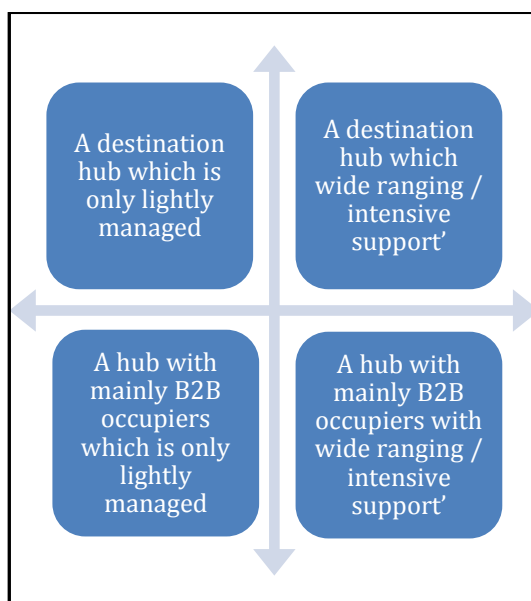 A destination
hub which is
only lightly
managed
A destination
hub which
wide ranging /
intensive
support’
A hub with
mainly B2B
occupiers
which is only
lightly
managed
A hub with
mainly B2B
occupiers with
wide ranging /
intensive
support’